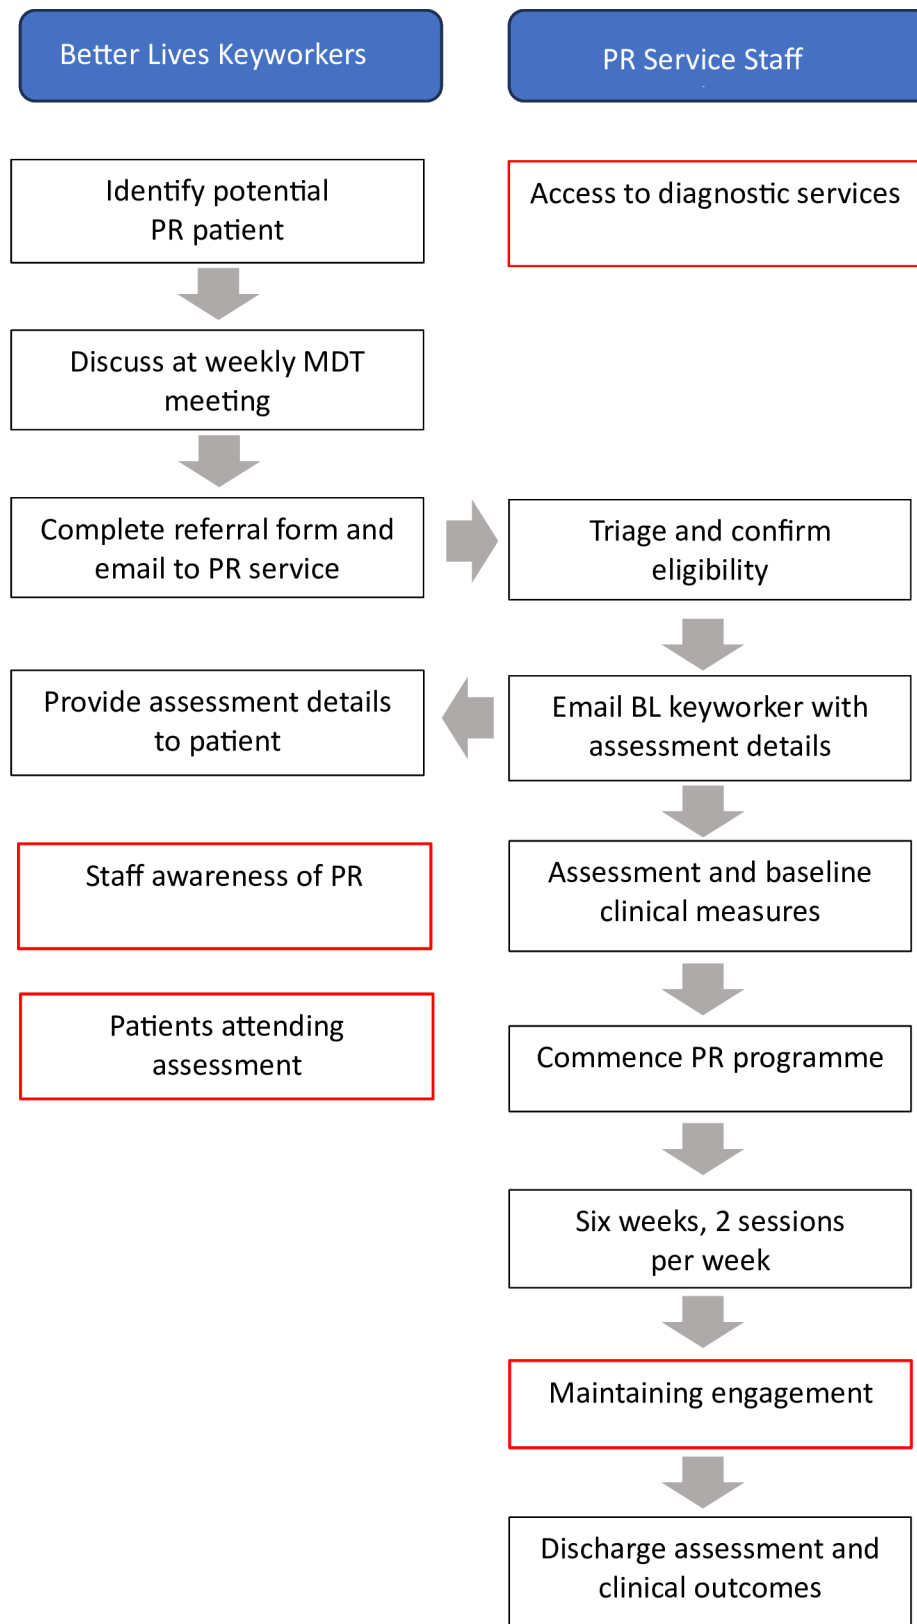 Better Lives Keyworkers
PR Service Staff
Identify potential
PR patient
Access to diagnostic services
Discuss at weekly MDT
meeting
Complete referral form and
email to PR service
Triage and confirm
eligibility
Provide assessment details
to patient
Email BL keyworker with
assessment details
Staff awareness of PR
Assessment and baseline
clinical measures
Patients attending
assessment
Commence PR programme
Six weeks, 2 sessions
per week
Maintaining engagement
Discharge assessment and
clinical outcomes